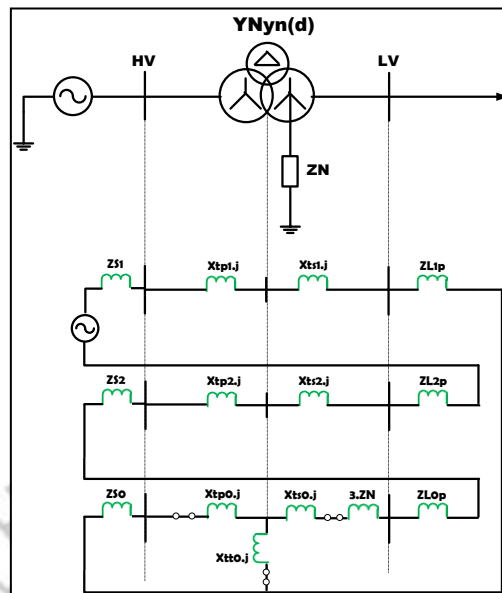 YNyn(d)
HV
LV
ZN
ZS1
Xtp1.j
Xts1.j
ZL1p
ZS2
Xtp2.j
Xts2.j
ZL2p
ZS0
Xtp0.j
Xts0.j
3.ZN
ZL0p
Xtt0.j